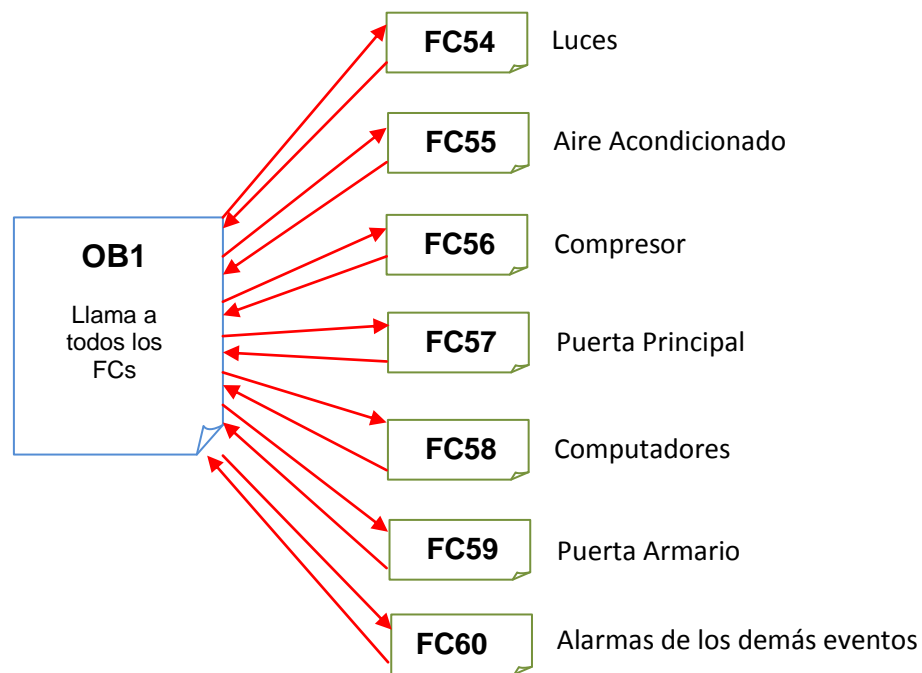 FC54 Luces
FC55 Aire Acondicionado
OB1
Llama a
todos los
FCs
FC56 Compresor
FC57 Puerta Principal
FC58 Computadores
FC59 Puerta Armario
FC60 Alarmas de los demás eventos